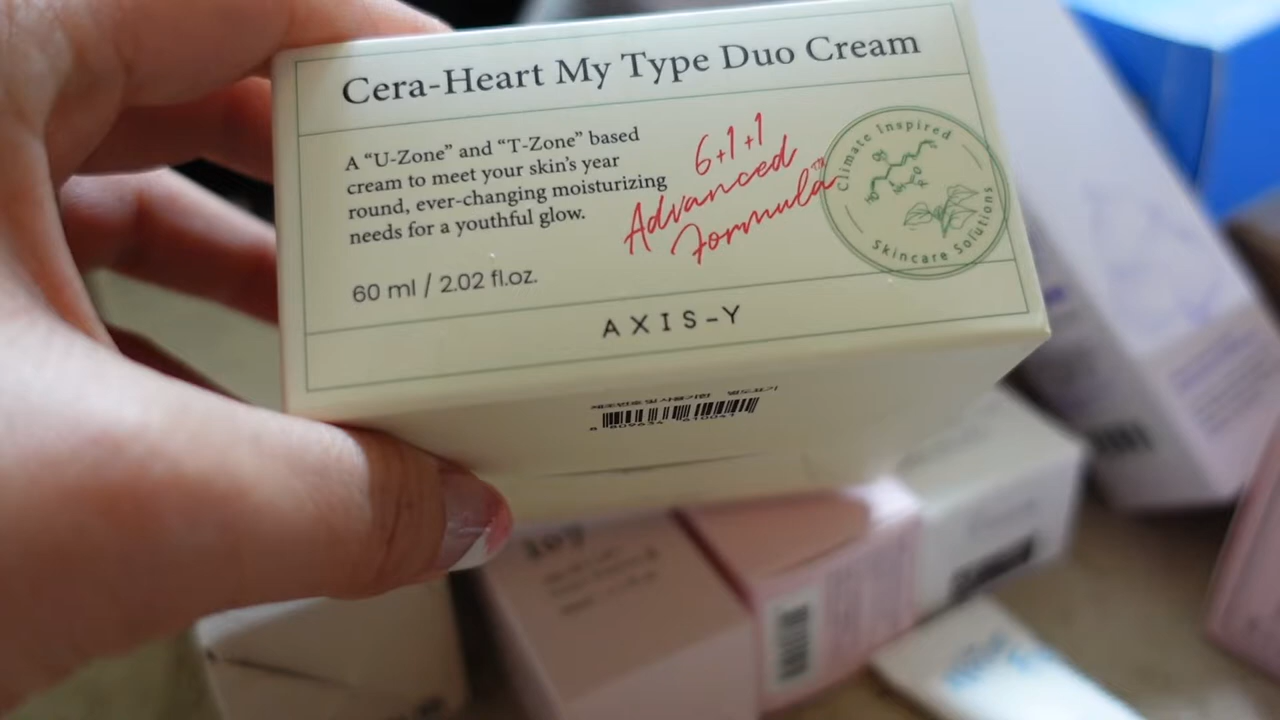 Cera-Heart My Type Duo Cream
A “U-Zone” and “T-Zone” based
cream to meet your skin’s year
round, ever-changing moisturizing
needs for a youthful glow.
60 ml / 2.02 fl.oz.
6+1+1
Advanced
Formula™
Climate Inspired
Skincare Solutions
AXIS-Y
joy